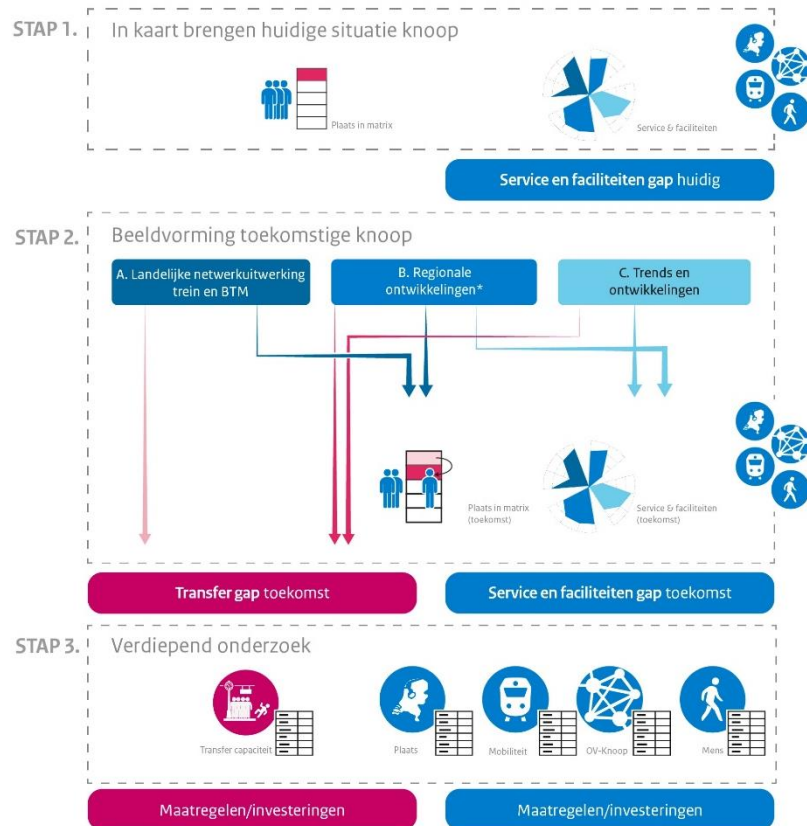 STAP 1.
In kaart brengen huidige situatie knoop
Plaats in matrix
Service & faciliteiten
Service en faciliteiten gap huidig
STAP 2.
Beeldvorming toekomstige knoop
A. Landelijke netwerkuitwerking
trein en BTM
B. Regionale
ontwikkelingen*
C. Trends en
ontwikkelingen
Plaats in matrix
(toekomst)
Service & faciliteiten
(toekomst)
Transfer gap toekomst
Service en faciliteiten gap toekomst
STAP 3.
Verdiepend onderzoek
Transfer capaciteit
Plaats
Mobiliteit
OV-Knoop
Mens
Maatregelen/investeringen
Maatregelen/investeringen